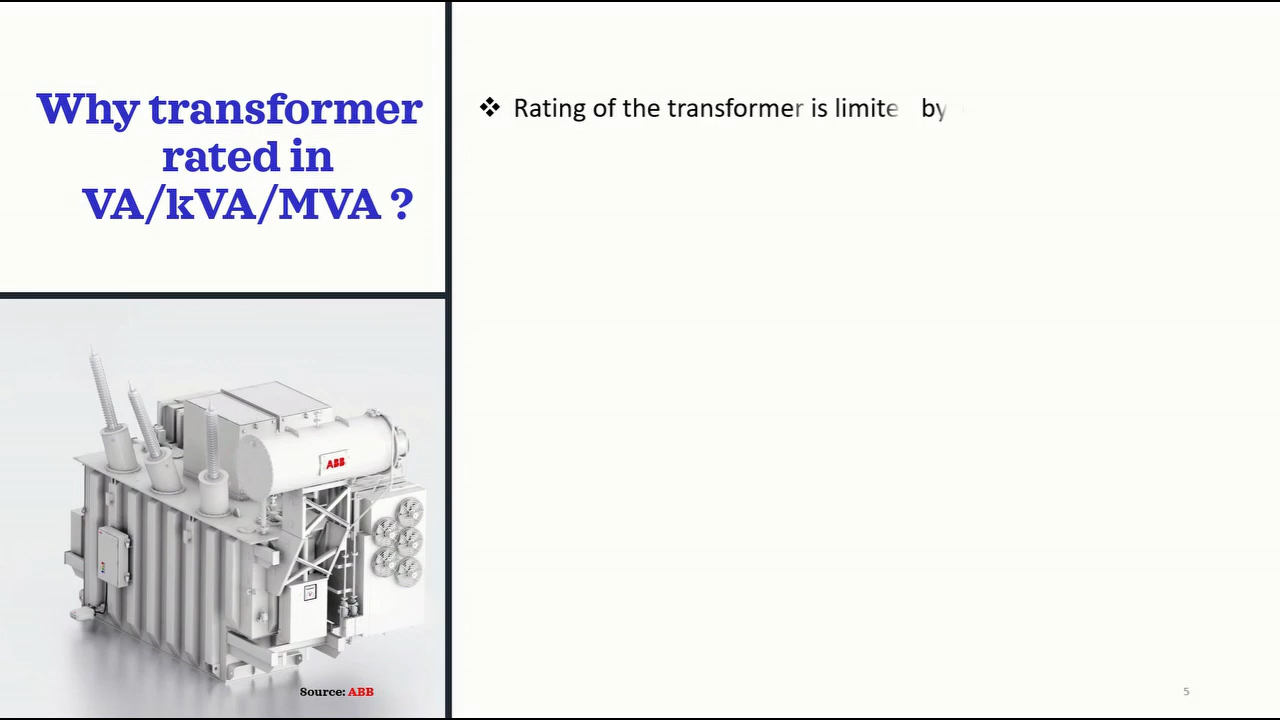 Why transformer
rated in
VA/kVA/MVA ?
❖ Rating of the transformer is limite by
ABB
Source: ABB
5